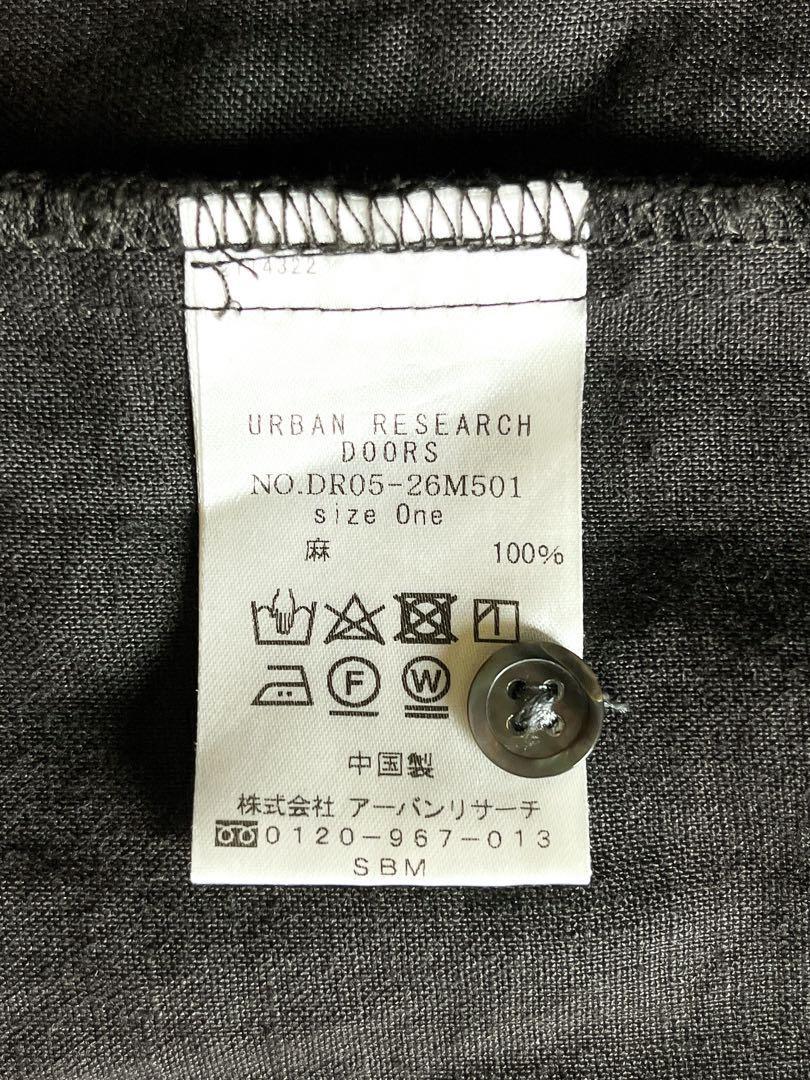 4322
URBAN RESEARCH
DOORS
NO.DR05-26M501
size One
麻 100%
F W
中国製
株式会社 アーバンリサーチ
0120-967-013
SBM